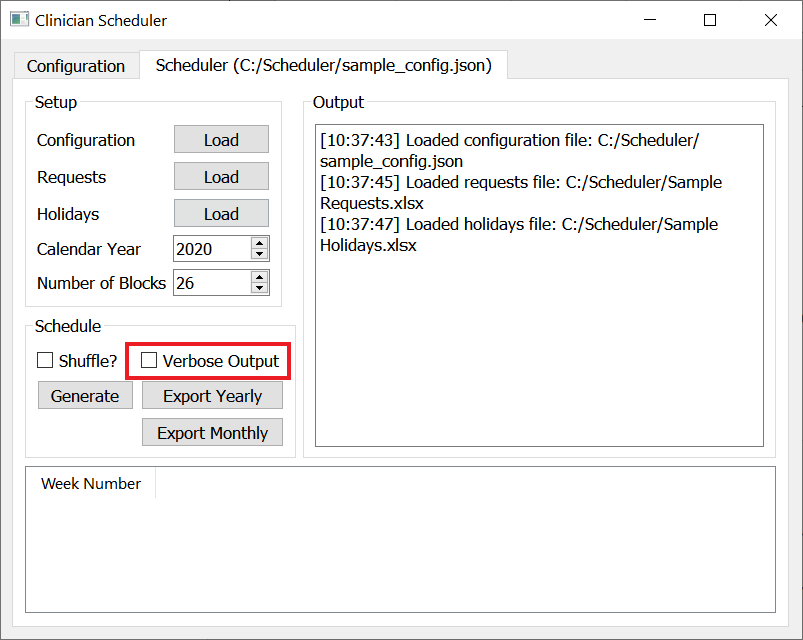 Clinician Scheduler
Configuration
Scheduler (C:/Scheduler/sample_config.json)
Setup
Configuration
Load
Requests
Load
Holidays
Load
Calendar Year
2020
Number of Blocks
26
Schedule
Shuffle?
Verbose Output
Generate
Export Yearly
Export Monthly
Output
[10:37:43] Loaded configuration file: C:/Scheduler/
sample_config.json
[10:37:45] Loaded requests file: C:/Scheduler/Sample
Requests.xlsx
[10:37:47] Loaded holidays file: C:/Scheduler/Sample
Holidays.xlsx
Week Number